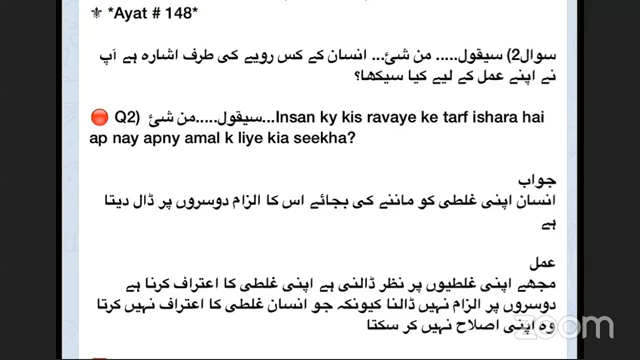 ⚜ *Ayat # 148*
سوال2) سیقول..... من شئ... انسان کے کس رویے کی طرف اشارہ ہے آپ
نے اپنے عمل کے لیے کیا سیکھا؟
🔴 Q2) سیقول.....من شئ...Insan ky kis ravaye ke tarf ishara hai
ap nay apny amal k liye kia seekha?
جواب
انسان اپنی غلطی کو ماننے کی بجائے اس کا الزام دوسروں پر ڈال دیتا
ہے
عمل
مجھے اپنی غلطیوں پر نظر ڈالنی ہے اپنی غلطی کا اعتراف کرنا ہے
دوسروں پر الزام نہیں ڈالنا کیونکہ جو انسان غلطی کا اعتراف نہیں کرتا
وہ اپنی اصلاح نہیں کر سکتا
zoom